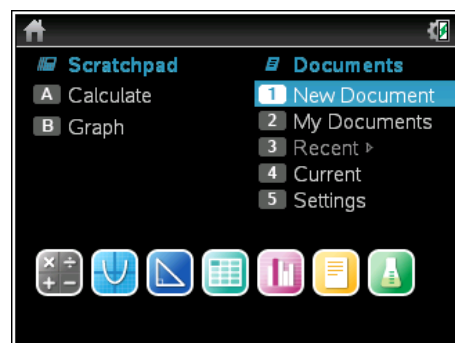 Scratchpad
A Calculate
B Graph
Documents
1 New Document
2 My Documents
3 Recent ▹
4 Current
5 Settings